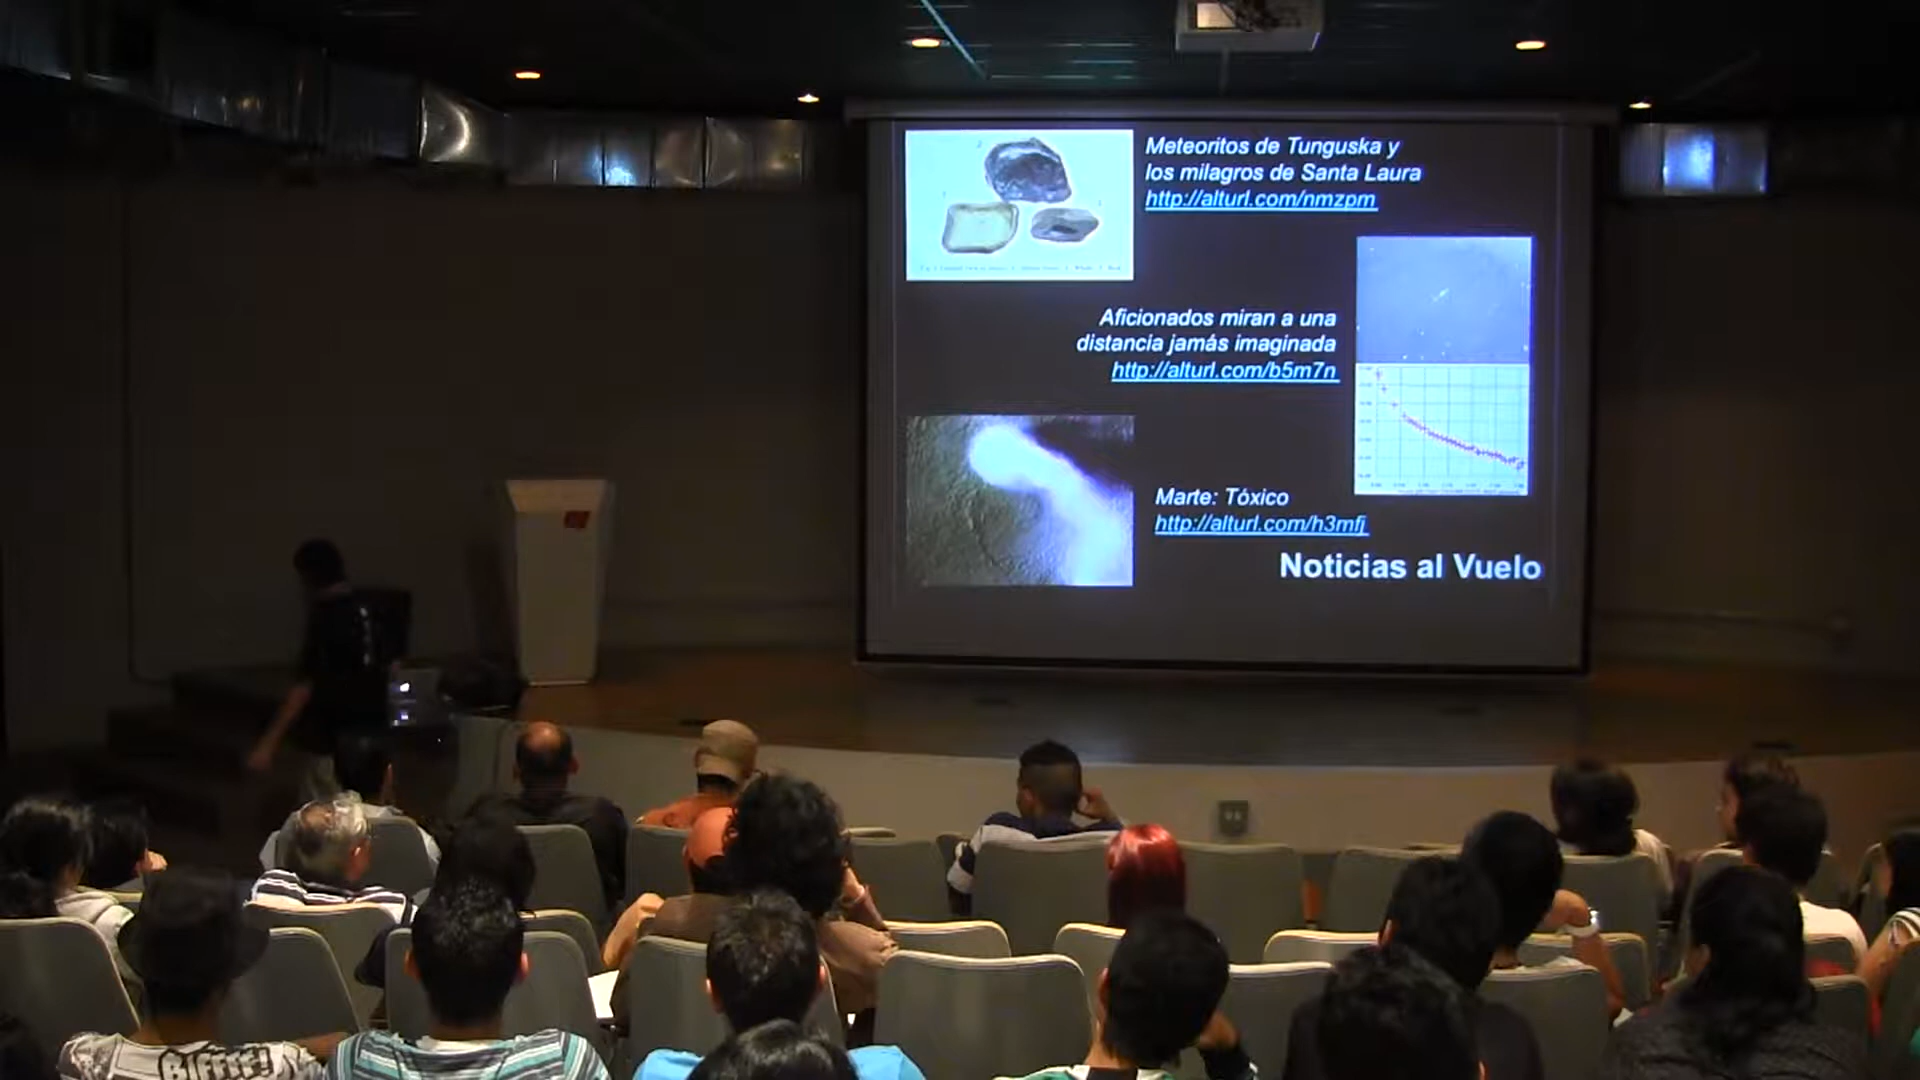 Meteoritos de Tunguska y
los milagros de Santa Laura
http://alturl.com/nmzpm
Aficionados miran a una
distancia jamás imaginada
http://alturl.com/b5m7n
Marte: Tóxico
http://alturl.com/h3mfj
Noticias al Vuelo